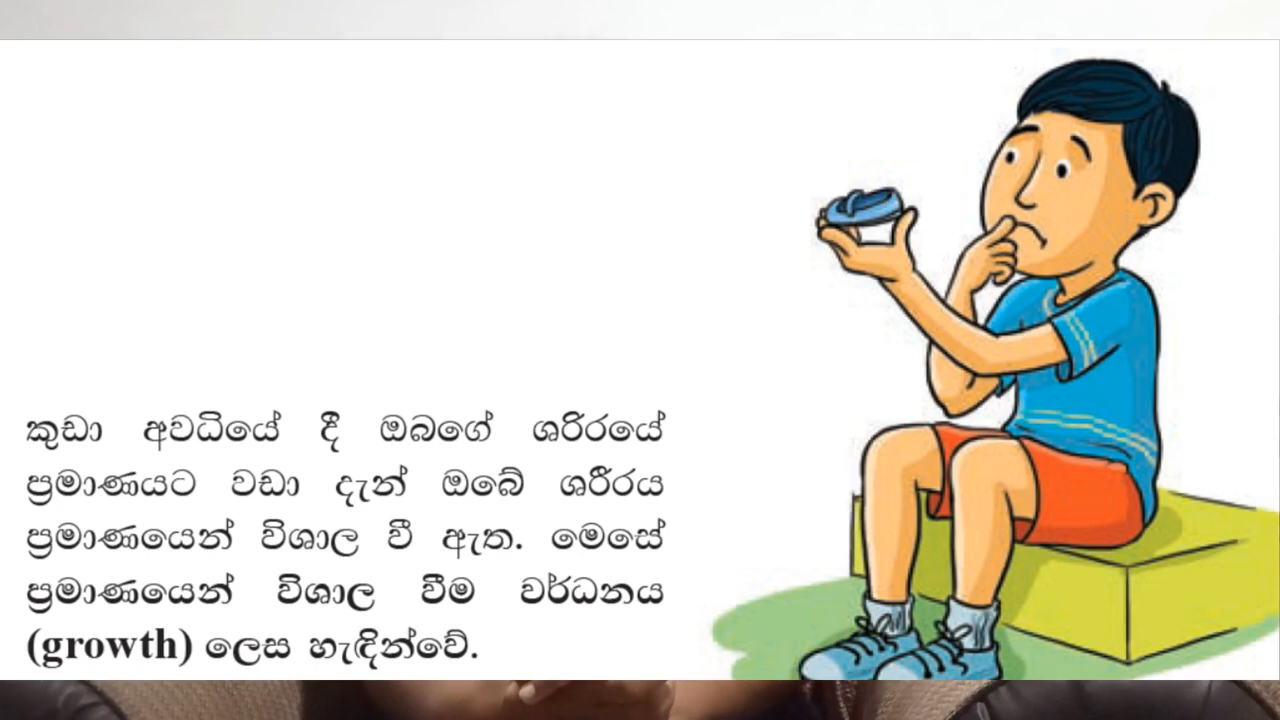 කුඩා අවධියේ දී ඔබගේ ශරිරයේ
ප්‍රමාණයට වඩා දැන් ඔබේ ශරීරය
ප්‍රමාණයෙන් විශාල වී ඇත. මෙසේ
ප්‍රමාණයෙන් විශාල වීම වර්ධනය
(growth) ලෙස හැඳින්වේ.